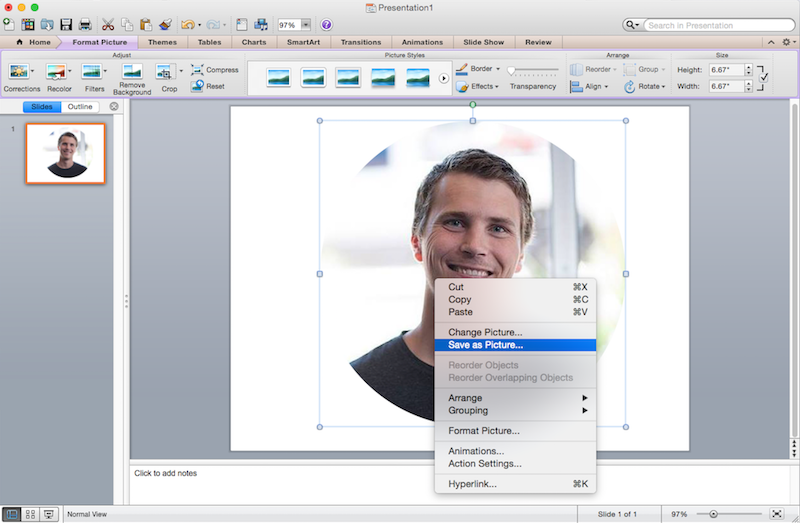 Presentation1
97%
Search in Presentation
Home Format Picture Themes Tables Charts SmartArt Transitions Animations Slide Show Review
Adjust Picture Styles Arrange Size
Corrections Recolor Filters Remove Background Crop
Compress
Reset
Border
Effects
Transparency
Reorder Group
Align Rotate
Height: 6.67"
Width: 6.67"
Slides Outline
1
Cut ⌘X
Copy ⌘C
Paste ⌘V
Change Picture...
Save as Picture...
Reorder Objects
Reorder Overlapping Objects
Arrange
Grouping
Format Picture...
Animations...
Action Settings...
Hyperlink... ⌘K
Click to add notes
Normal View Slide 1 of 1 97%